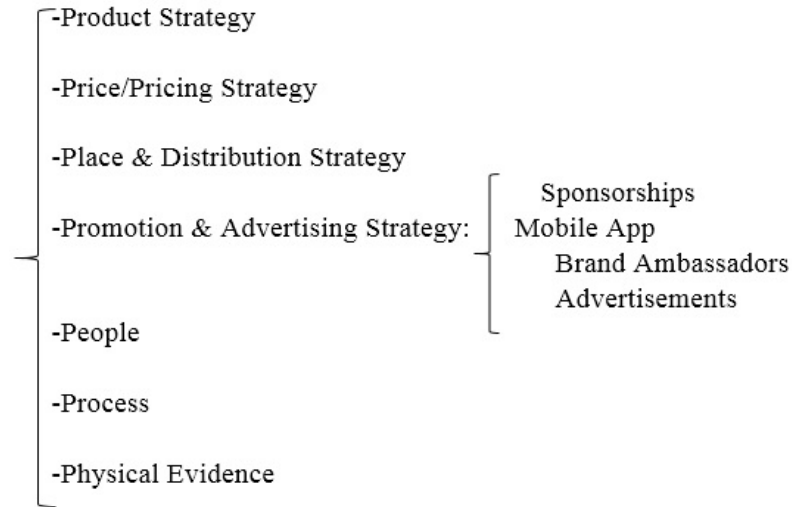 -Product Strategy
-Price/Pricing Strategy
-Place & Distribution Strategy
-Promotion & Advertising Strategy:
Sponsorships
Mobile App
Brand Ambassadors
Advertisements
-People
-Process
-Physical Evidence